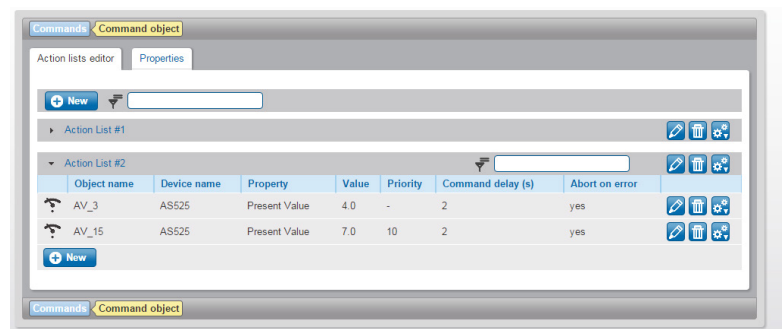 Commands Command object
Action lists editor Properties
New
Action List #1
Action List #2
Object name Device name Property Value Priority Command delay (s) Abort on error
AV_3 AS525 Present Value 4.0 - 2 yes
AV_15 AS525 Present Value 7.0 10 2 yes
New
Commands Command object